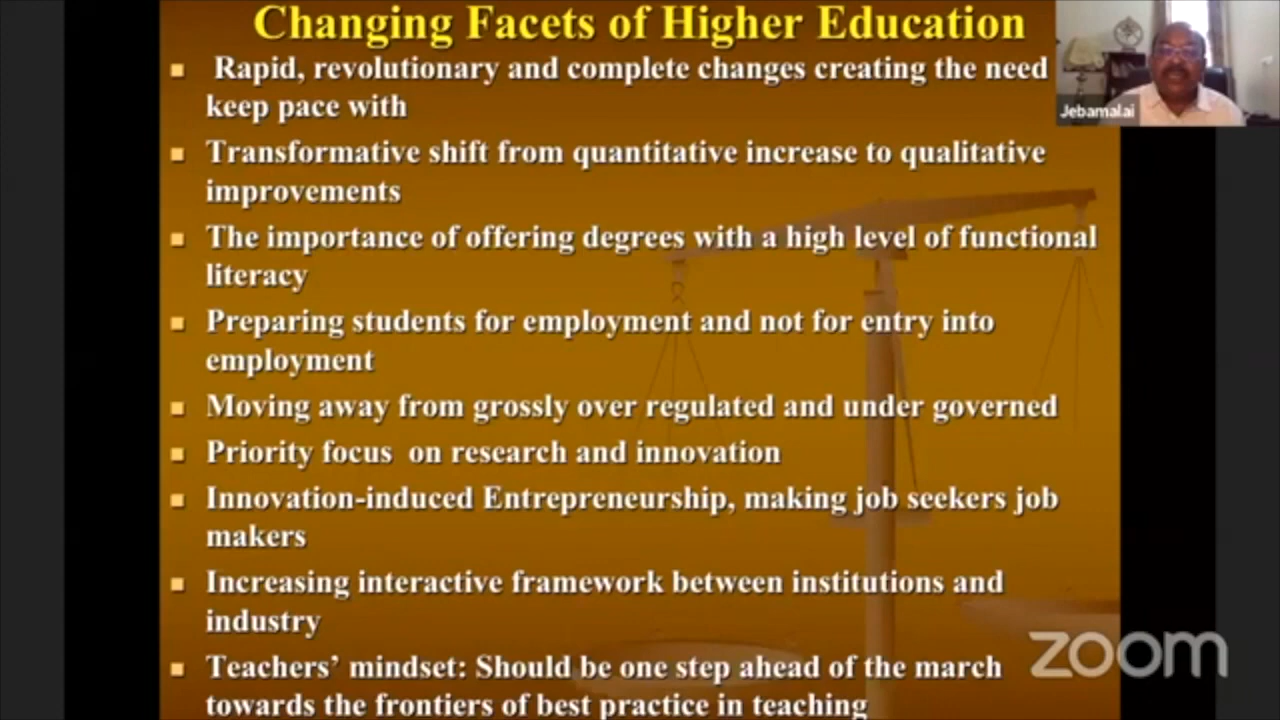 Changing Facets of Higher Education
Rapid, revolutionary and complete changes creating the need
keep pace with
Transformative shift from quantitative increase to qualitative
improvements
The importance of offering degrees with a high level of functional
literacy
Preparing students for employment and not for entry into
employment
Moving away from grossly over regulated and under governed
Priority focus on research and innovation
Innovation-induced Entrepreneurship, making job seekers job
makers
Increasing interactive framework between institutions and
industry
Teachers’ mindset: Should be one step ahead of the march
towards the frontiers of best practice in teaching
Jebamalai
zoom